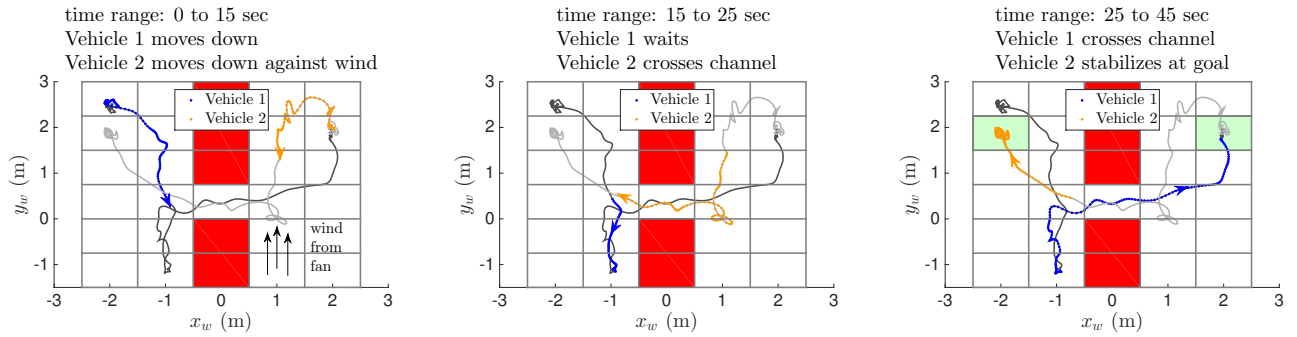 time range: 0 to 15 sec
Vehicle 1 moves down
Vehicle 2 moves down against wind
3
2
1
0
-1
y_w (m)
Vehicle 1
Vehicle 2
wind
from
fan
-3 -2 -1 0 1 2 3
x_w (m)
time range: 15 to 25 sec
Vehicle 1 waits
Vehicle 2 crosses channel
3
2
1
0
-1
y_w (m)
Vehicle 1
Vehicle 2
-3 -2 -1 0 1 2 3
x_w (m)
time range: 25 to 45 sec
Vehicle 1 crosses channel
Vehicle 2 stabilizes at goal
3
2
1
0
-1
y_w (m)
Vehicle 1
Vehicle 2
-3 -2 -1 0 1 2 3
x_w (m)